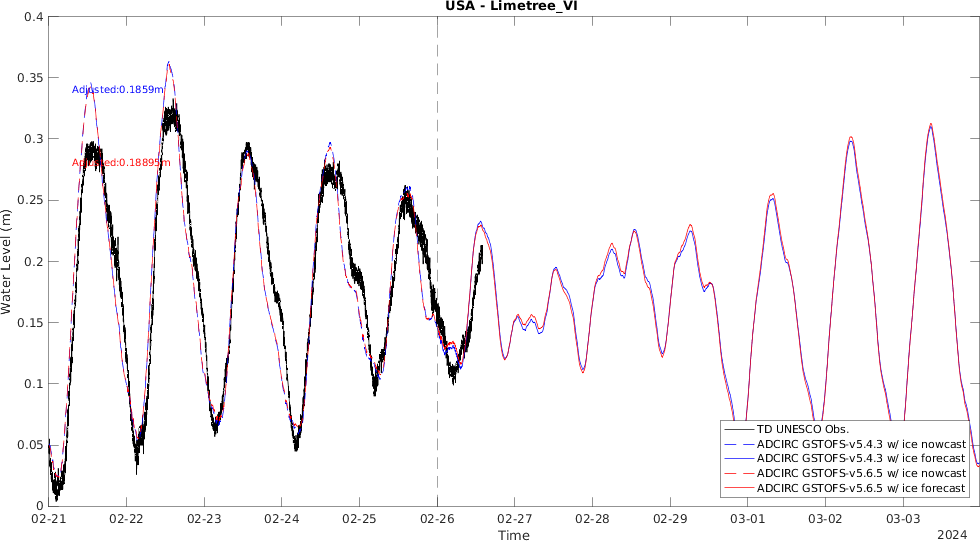 USA - Limetree_VI
0.4
0.35
0.3
0.25
0.2
0.15
0.1
0.05
0
Water Level (m)
Adjusted:0.1859m
Adjusted:0.18895m
TD UNESCO Obs.
ADCIRC GSTOFS-v5.4.3 w/ ice nowcast
ADCIRC GSTOFS-v5.4.3 w/ ice forecast
ADCIRC GSTOFS-v5.6.5 w/ ice nowcast
ADCIRC GSTOFS-v5.6.5 w/ ice forecast
02-21 02-22 02-23 02-24 02-25 02-26 02-27 02-28 02-29 03-01 03-02 03-03
Time
2024